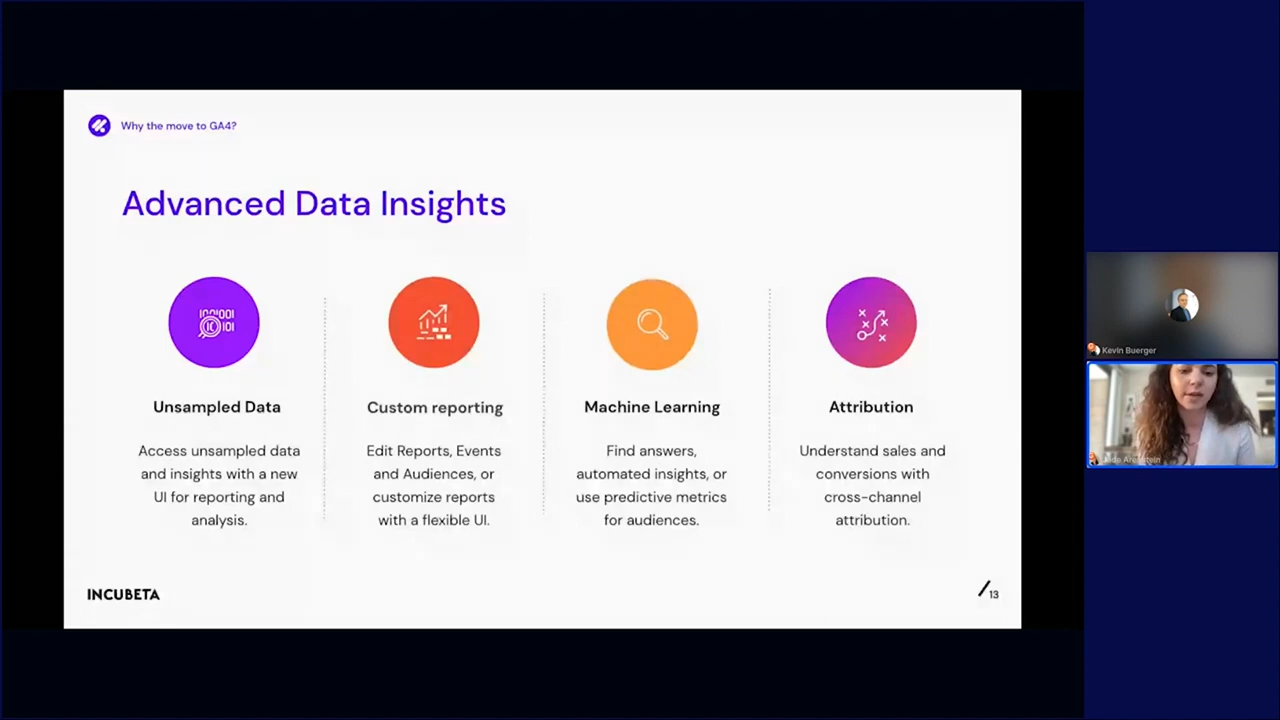 Why the move to GA4?
Advanced Data Insights
Unsampled Data
Access unsampled data
and insights with a new
UI for reporting and
analysis.
Custom reporting
Edit Reports, Events
and Audiences, or
customize reports
with a flexible UI.
Machine Learning
Find answers,
automated insights, or
use predictive metrics
for audiences.
Attribution
Understand sales and
conversions with
cross-channel
attribution.
INCUBETA
13
Kevin Buerger